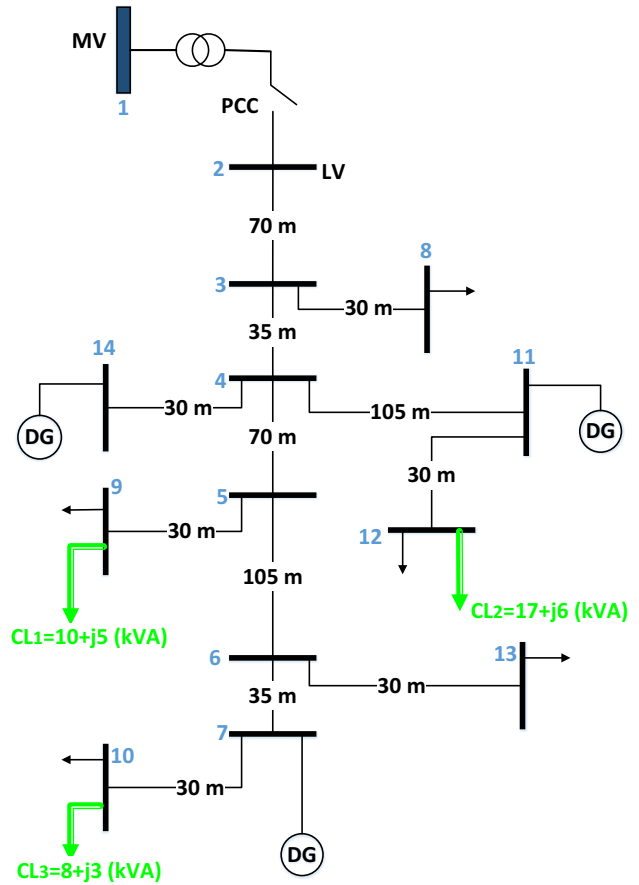 MV
1
PCC
2
LV
70 m
8
3
30 m
35 m
14
11
4
30 m
105 m
DG
DG
70 m
9
30 m
5
30 m
12
105 m
CL1=10+j5 (kVA)
CL2=17+j6 (kVA)
6
13
30 m
35 m
7
10
30 m
DG
CL3=8+j3 (kVA)